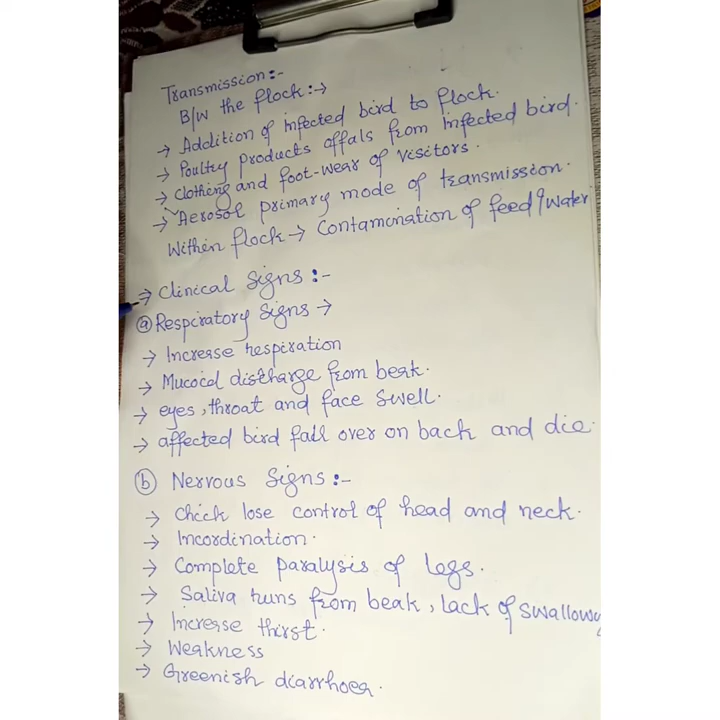 Transmission:-
B/w the flock:→
→ Addition of infected bird to flock.
→ Poultry products offals from infected bird.
→ Clothing and foot-wear of visitors.
→ Aerosol primary mode of transmission.
Within flock → Contamination of feed/water
→ Clinical Signs:-
(a) Respiratory Signs →
→ Increase respiration
→ Mucoid discharge from beak.
→ eyes, throat and face swell.
→ affected bird fall over on back and die.
(b) Nervous Signs:-
→ Chick lose control of head and neck.
→ Incordination.
→ Complete paralysis of legs.
→ Saliva runs from beak, lack of swallowing
→ Increase thirst.
→ Weakness
→ Greenish diarrhoea.